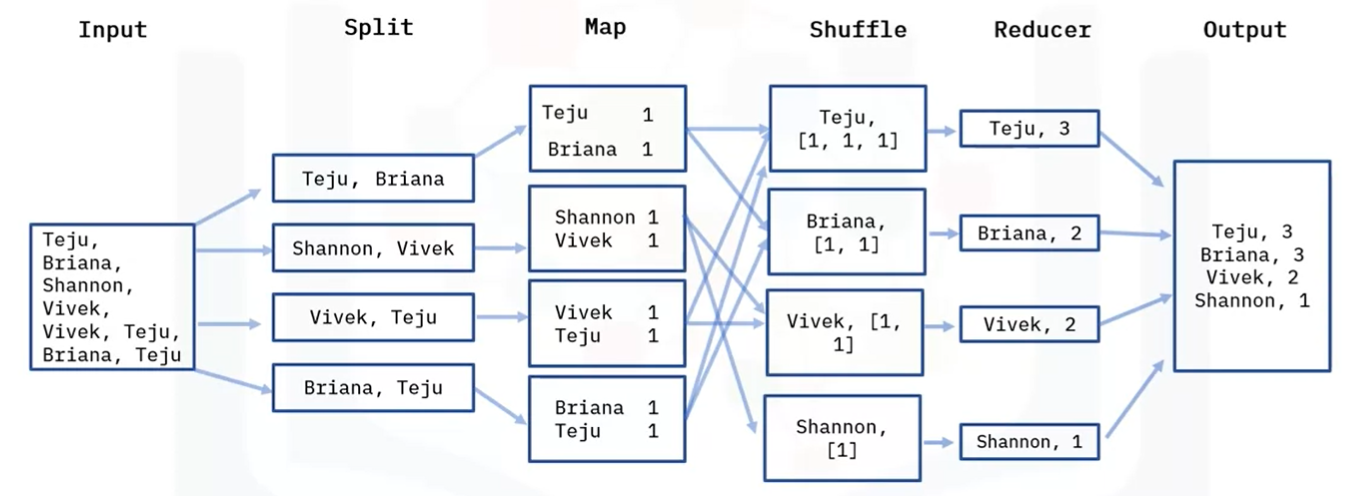 Input
Split
Map
Shuffle
Reducer
Output
Teju,
Briana,
Shannon,
Vivek,
Vivek, Teju,
Briana, Teju
Teju, Briana
Shannon, Vivek
Vivek, Teju
Briana, Teju
Teju 1
Briana 1
Shannon 1
Vivek 1
Vivek 1
Teju 1
Briana 1
Teju 1
Teju,
[1, 1, 1]
Briana,
[1, 1]
Vivek, [1,
1]
Shannon,
[1]
Teju, 3
Briana, 2
Vivek, 2
Shannon, 1
Teju, 3
Briana, 3
Vivek, 2
Shannon, 1